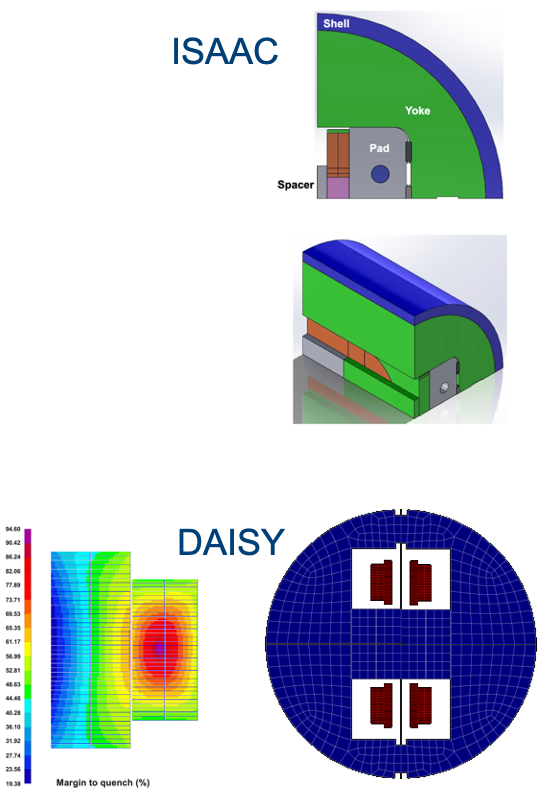 ISAAC
Shell
Yoke
Pad
Spacer
DAISY
94.60
90.42
86.24
82.06
77.89
73.71
69.53
65.35
61.17
56.99
52.81
48.63
44.46
40.28
36.10
31.92
27.74
23.56
19.38
Margin to quench (%)